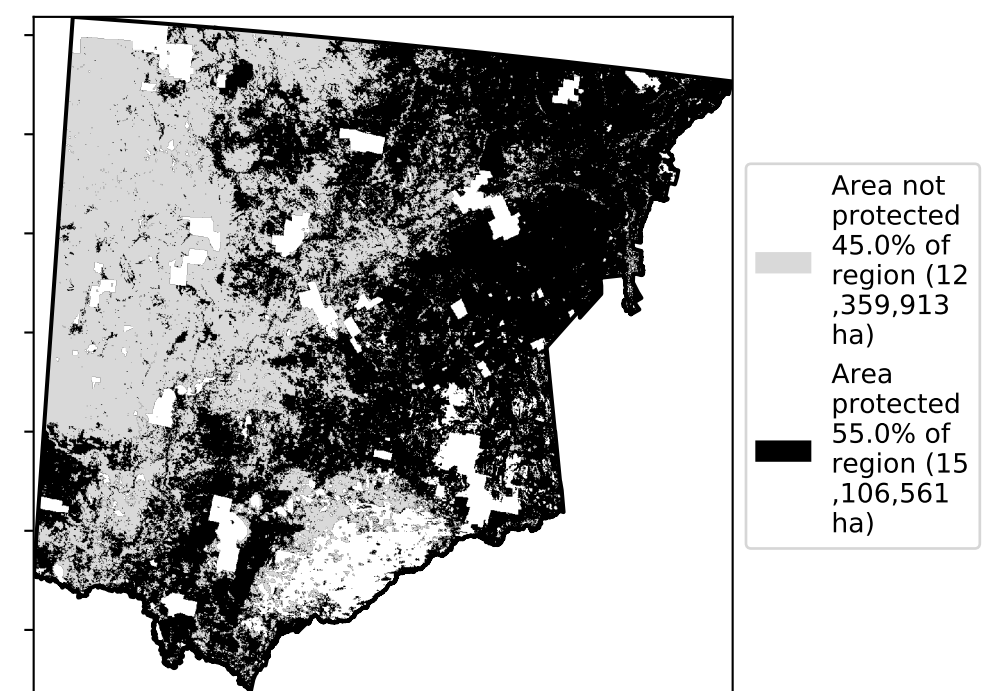 Area not
protected
45.0% of
region (12
,359,913
ha)
Area
protected
55.0% of
region (15
,106,561
ha)